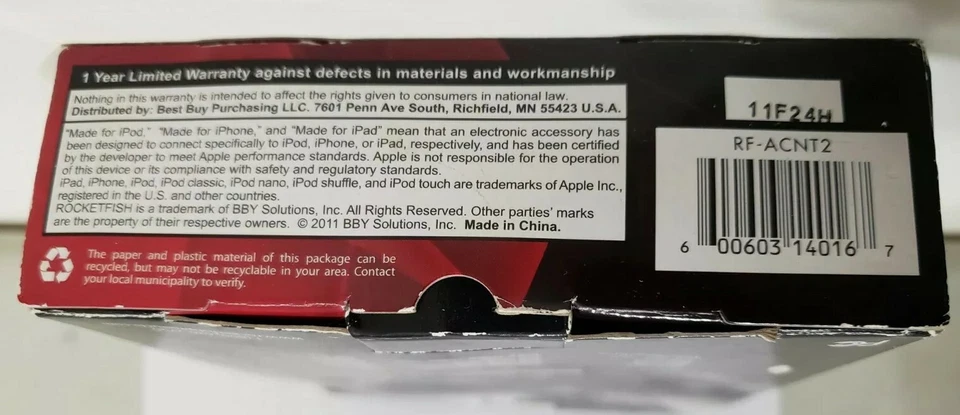 1 Year Limited Warranty against defects in materials and workmanship
Nothing in this warranty is intended to affect the rights given to consumers in national law.
Distributed by: Best Buy Purchasing LLC. 7601 Penn Ave South, Richfield, MN 55423 U.S.A.
"Made for iPod," "Made for iPhone," and "Made for iPad" mean that an electronic accessory has
been designed to connect specifically to iPod, iPhone, or iPad, respectively, and has been certified
by the developer to meet Apple performance standards. Apple is not responsible for the operation
of this device or its compliance with safety and regulatory standards.
iPad, iPhone, iPod, iPod classic, iPod nano, iPod shuffle, and iPod touch are trademarks of Apple Inc.,
registered in the U.S. and other countries.
ROCKETFISH is a trademark of BBY Solutions, Inc. All Rights Reserved. Other parties' marks
are the property of their respective owners. © 2011 BBY Solutions, Inc. Made in China.
The paper and plastic material of this package can be
recycled, but may not be recyclable in your area. Contact
your local municipality to verify.
11F24H
RF-ACNT2
6 00603 14016 7